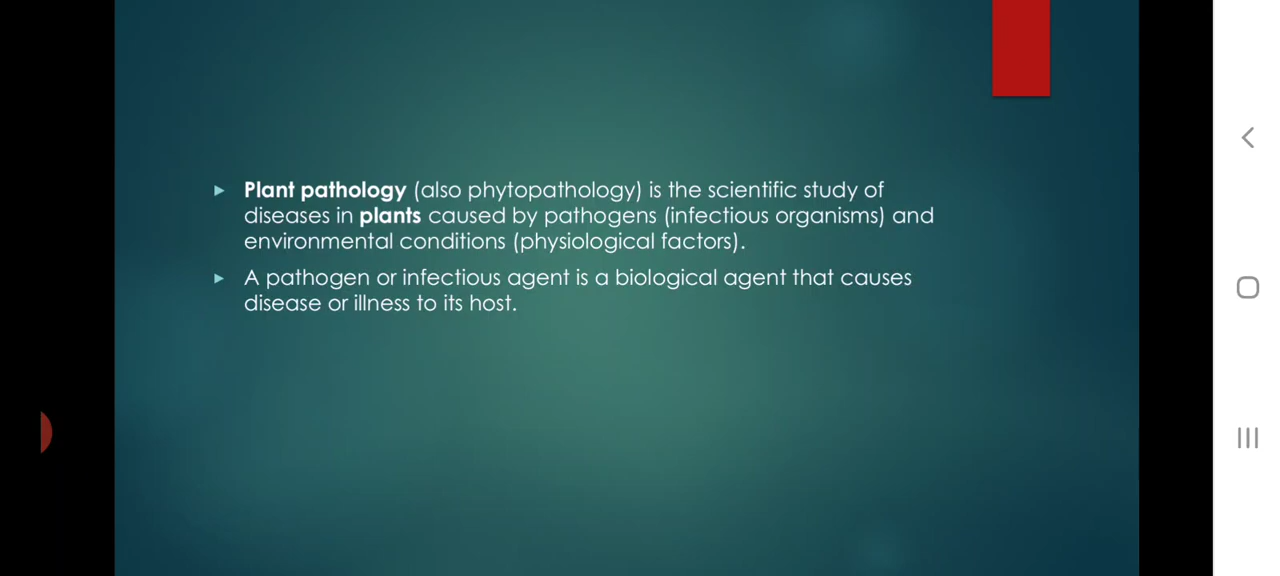 Plant pathology (also phytopathology) is the scientific study of
diseases in plants caused by pathogens (infectious organisms) and
environmental conditions (physiological factors).
A pathogen or infectious agent is a biological agent that causes
disease or illness to its host.